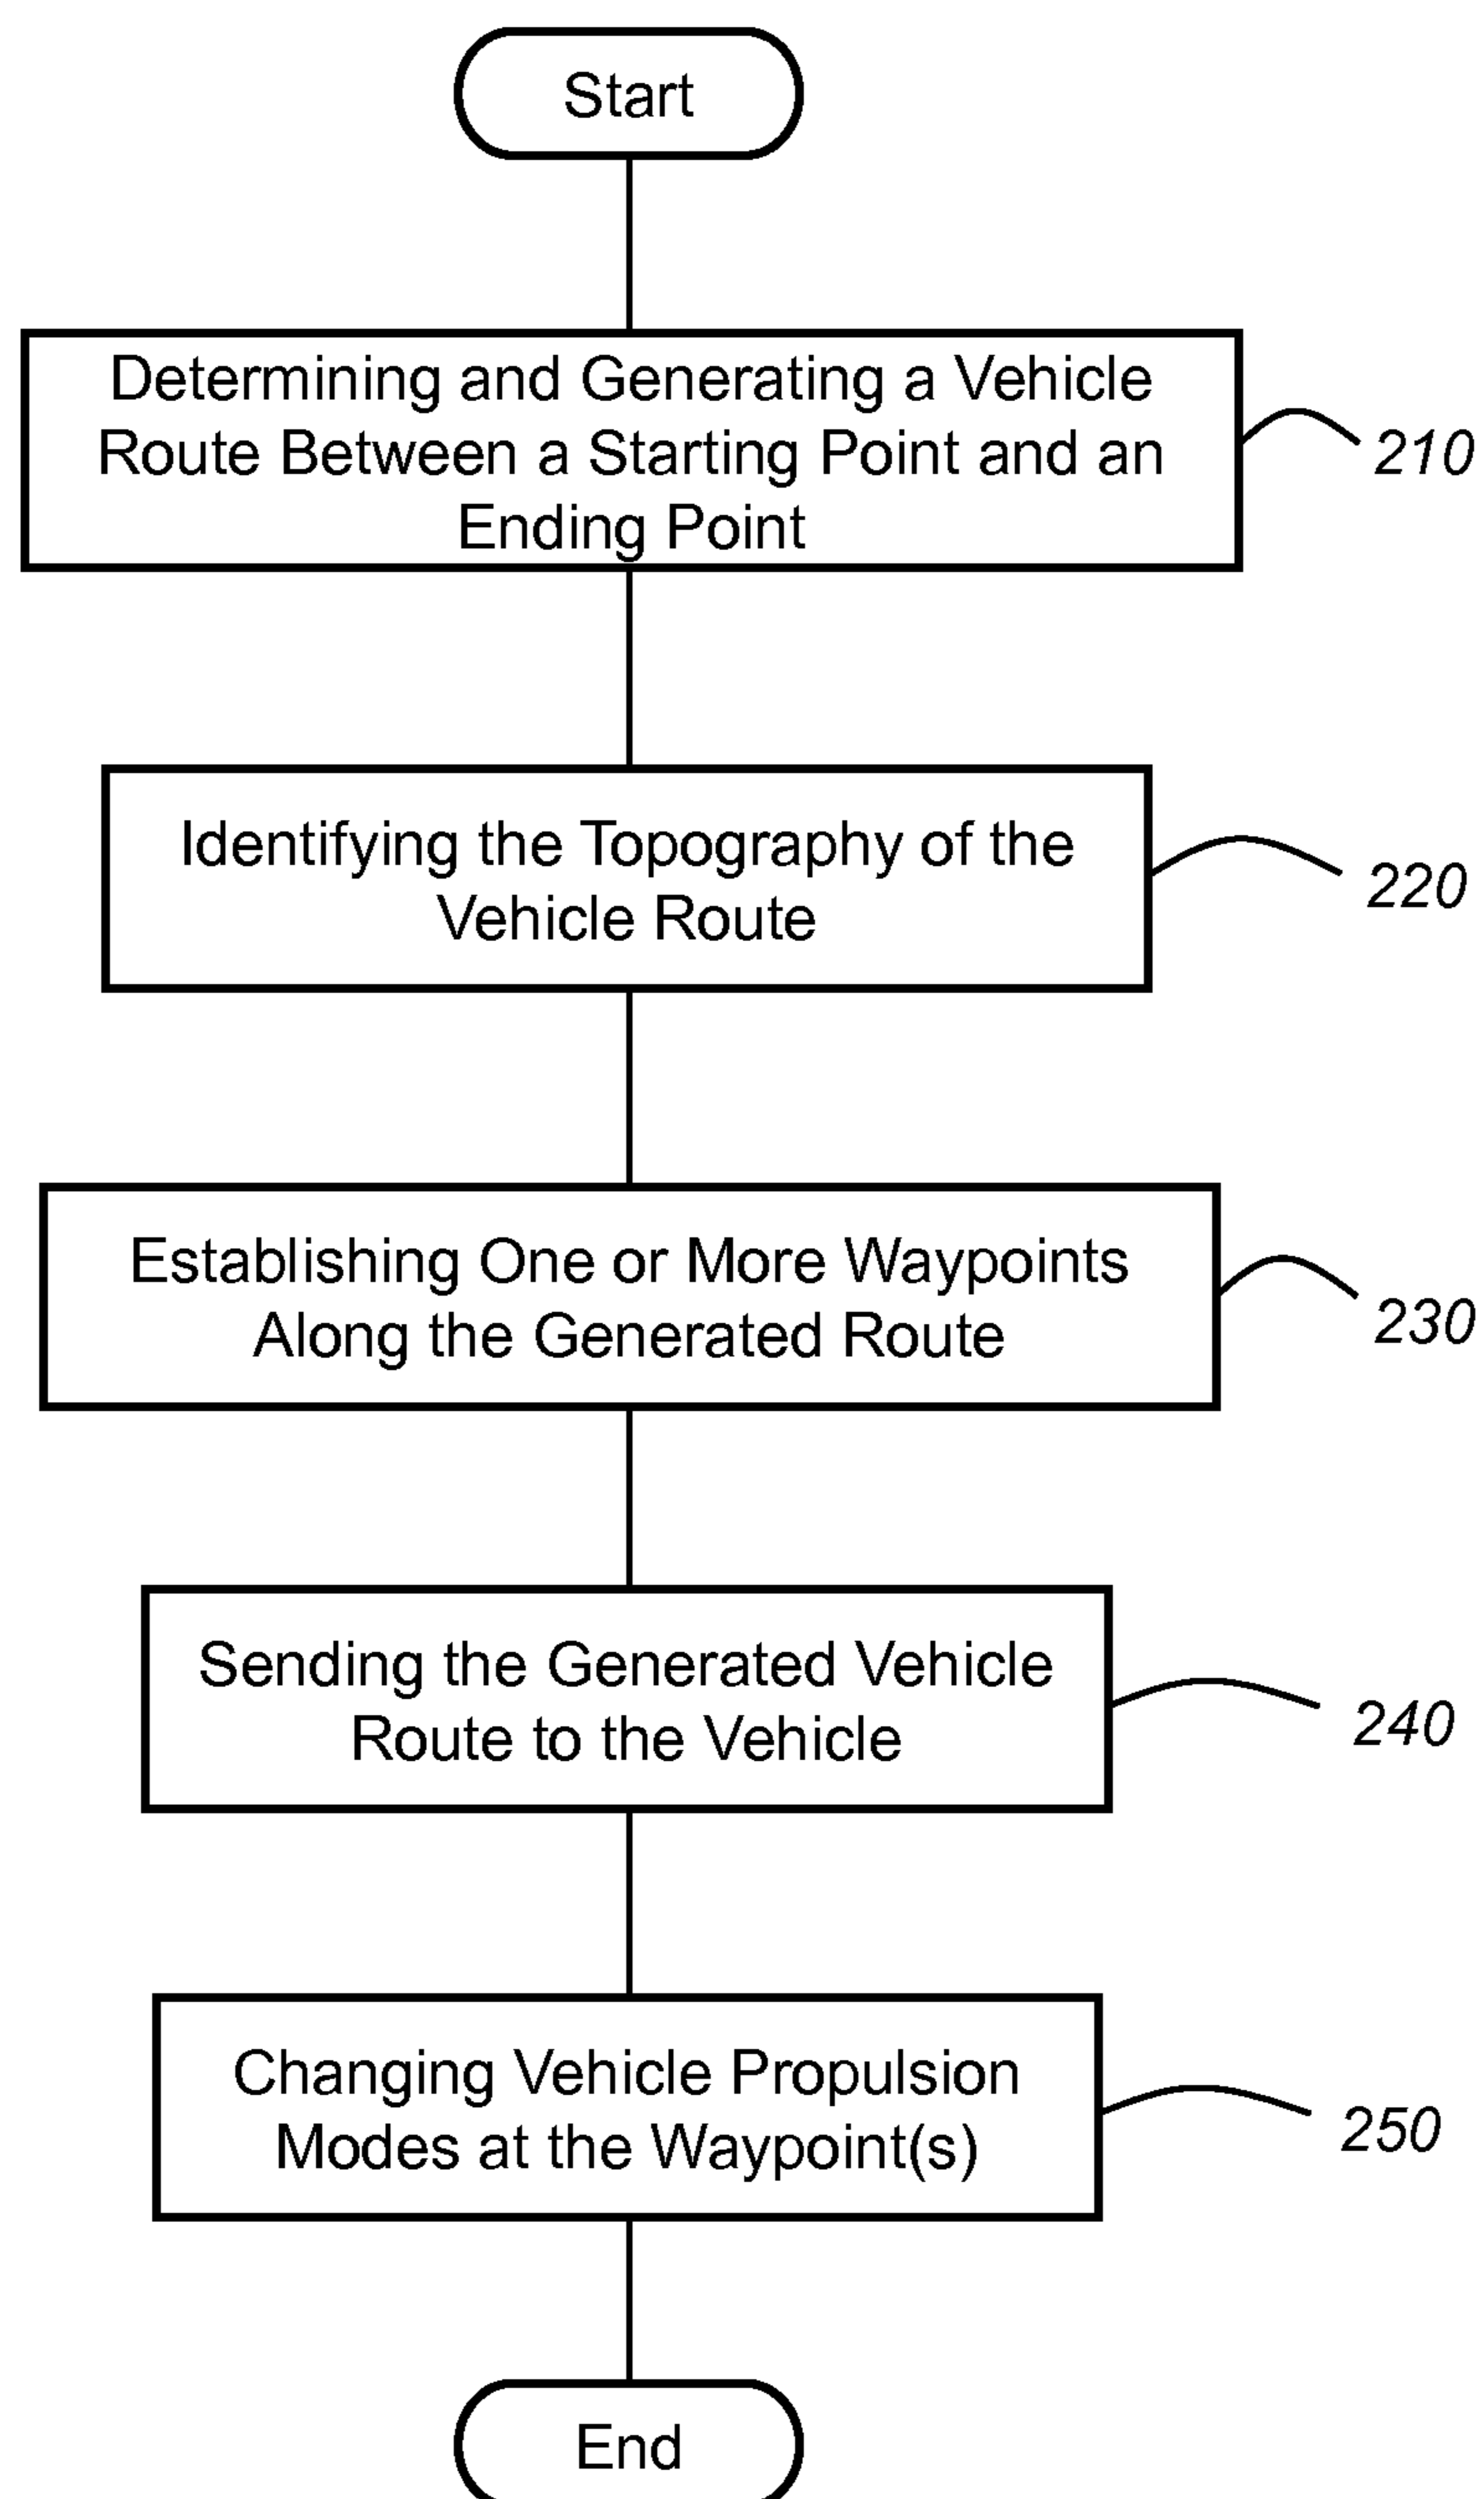 Start
Determining and Generating a Vehicle
Route Between a Starting Point and an
Ending Point
210
Identifying the Topography of the
Vehicle Route
220
Establishing One or More Waypoints
Along the Generated Route
230
Sending the Generated Vehicle
Route to the Vehicle
240
Changing Vehicle Propulsion
Modes at the Waypoint(s)
250
End